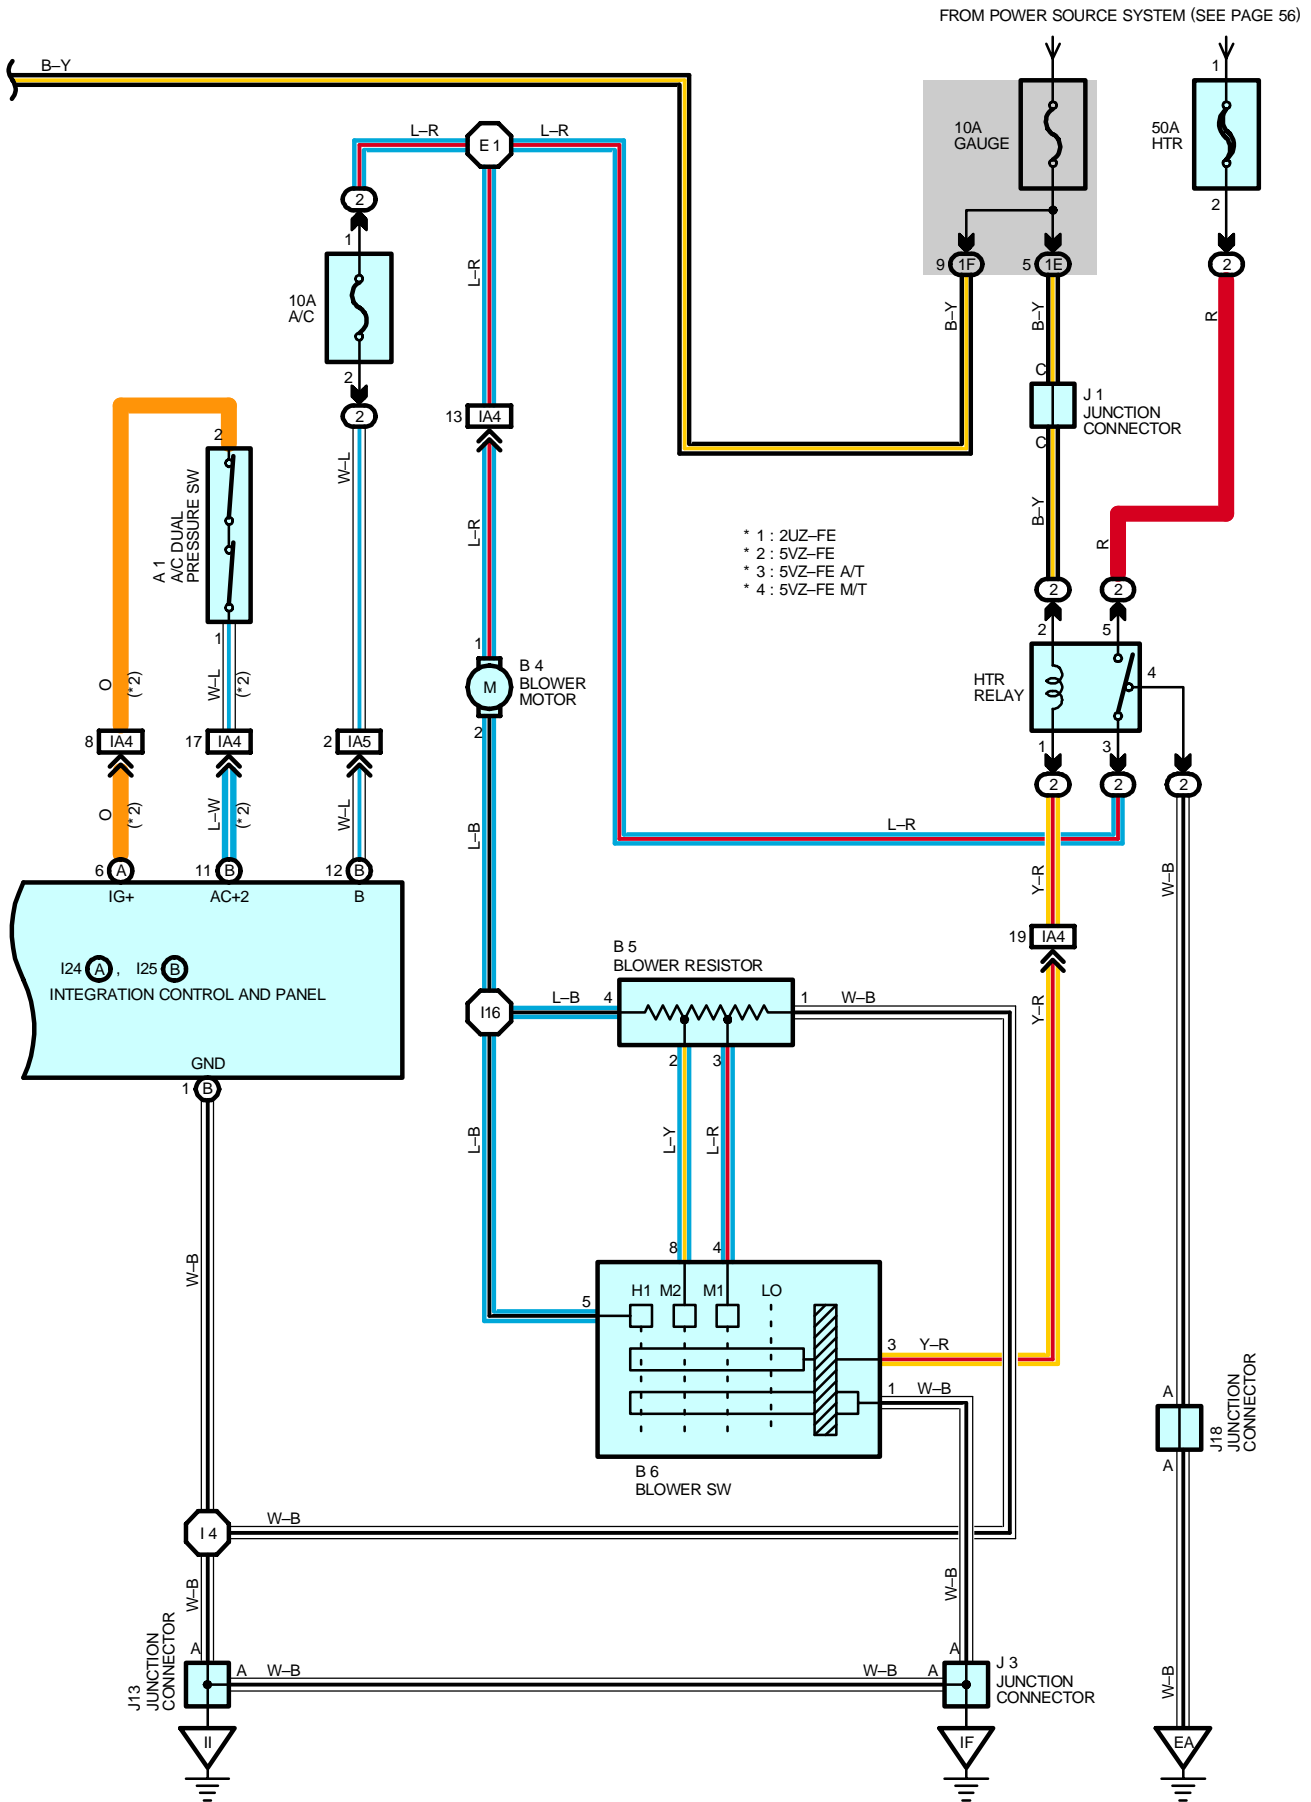 FROM POWER SOURCE SYSTEM (SEE PAGE 56)
B–Y
1
10A
GAUGE
50A
HTR
L–R
E 1
L–R
2
1
2
9
1F
5
1E
2
10A
A/C
L–R
B–Y
B–Y
R
2
2
C
J 1
JUNCTION
CONNECTOR
C
13
IA4
2
W–L
A 1
A/C DUAL
PRESSURE SW
L–R
B–Y
R
* 1 : 2UZ–FE
* 2 : 5VZ–FE
* 3 : 5VZ–FE A/T
* 4 : 5VZ–FE M/T
2
2
2
5
1
1
HTR
RELAY
4
M
B 4
BLOWER
MOTOR
O
(* 2)
W–L
(* 2)
2
1
3
8
IA4
17
IA4
2
IA5
2
2
2
O
(* 2)
L–W
(* 2)
W–L
L–B
L–R
6
A
11
B
12
B
IG+
AC+2
B
Y–R
W–B
19
IA4
I24
A
,
I25
B
INTEGRATION CONTROL AND PANEL
B 5
BLOWER RESISTOR
I16
L–B
4
1
W–B
Y–R
GND
1
B
2
3
L–B
L–Y
L–R
8
4
W–B
H1
M2
M1
LO
5
3
Y–R
1
W–B
A
J18
JUNCTION
CONNECTOR
A
B 6
BLOWER SW
I 4
W–B
W–B
W–B
J13
JUNCTION
CONNECTOR
A
A
W–B
W–B
A
A
J 3
JUNCTION
CONNECTOR
W–B
II
IF
EA